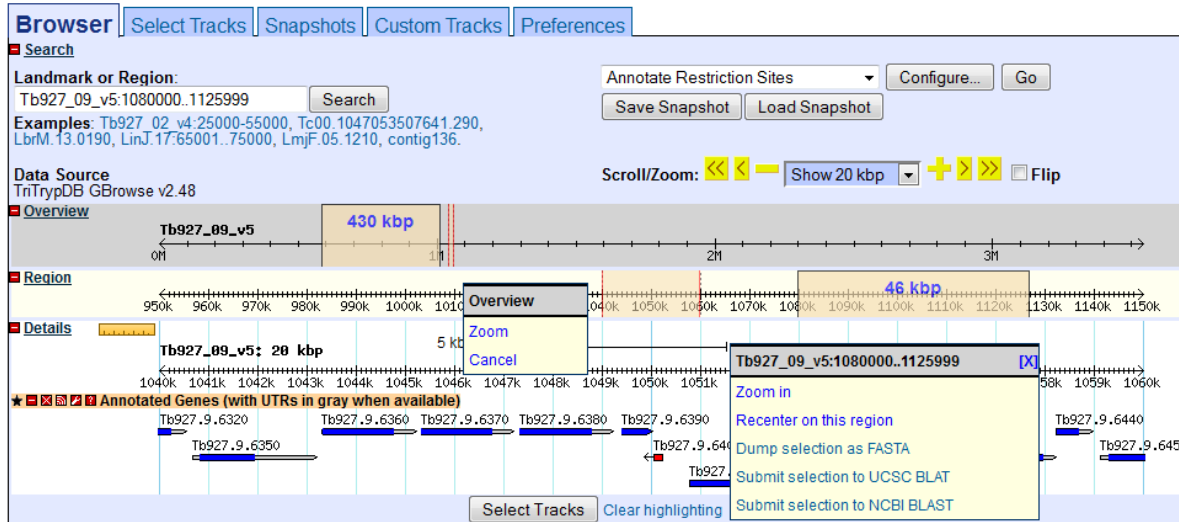 Browser Select Tracks Snapshots Custom Tracks Preferences
Search
Landmark or Region:
Annotate Restriction Sites Configure... Go
Tb927_09_v5:1080000..1125999 Search
Save Snapshot Load Snapshot
Examples: Tb927_02_v4:25000-55000, Tc00.1047053507641.290,
LbrM.13.0190, LinJ.17:65001..75000, LmjF.05.1210, contig136.
Data Source
TriTrypDB GBrowse v2.48
Scroll/Zoom: << < Show 20 kbp > >> Flip
Overview
430 kbp
Tb927_09_v5
0M 1M 2M 3M
Region
46 kbp
950k 960k 970k 980k 990k 1000k 1050k 1060k 1070k 1080k 1090k 1100k 1110k 1120k 1130k 1140k 1150k
Overview
Zoom
Cancel
Details
5 kb
Tb927_09_v5: 20 kbp
1040k 1041k 1042k 1043k 1044k 1045k 1046k 1047k 1048k 1049k 1050k 1051k 58k 1059k 1060k
Tb927_09_v5:1080000..1125999 [X]
Zoom in
Recenter on this region
Dump selection as FASTA
Submit selection to UCSC BLAT
Submit selection to NCBI BLAST
Annotated Genes (with UTRs in gray when available)
Tb927.9.6320 Tb927.9.6360 Tb927.9.6370 Tb927.9.6380 Tb927.9.6390 Tb927.9.6440
Tb927.9.6350 Tb927.9.640 Tb927.9.645
Tb927.
Select Tracks Clear highlighting